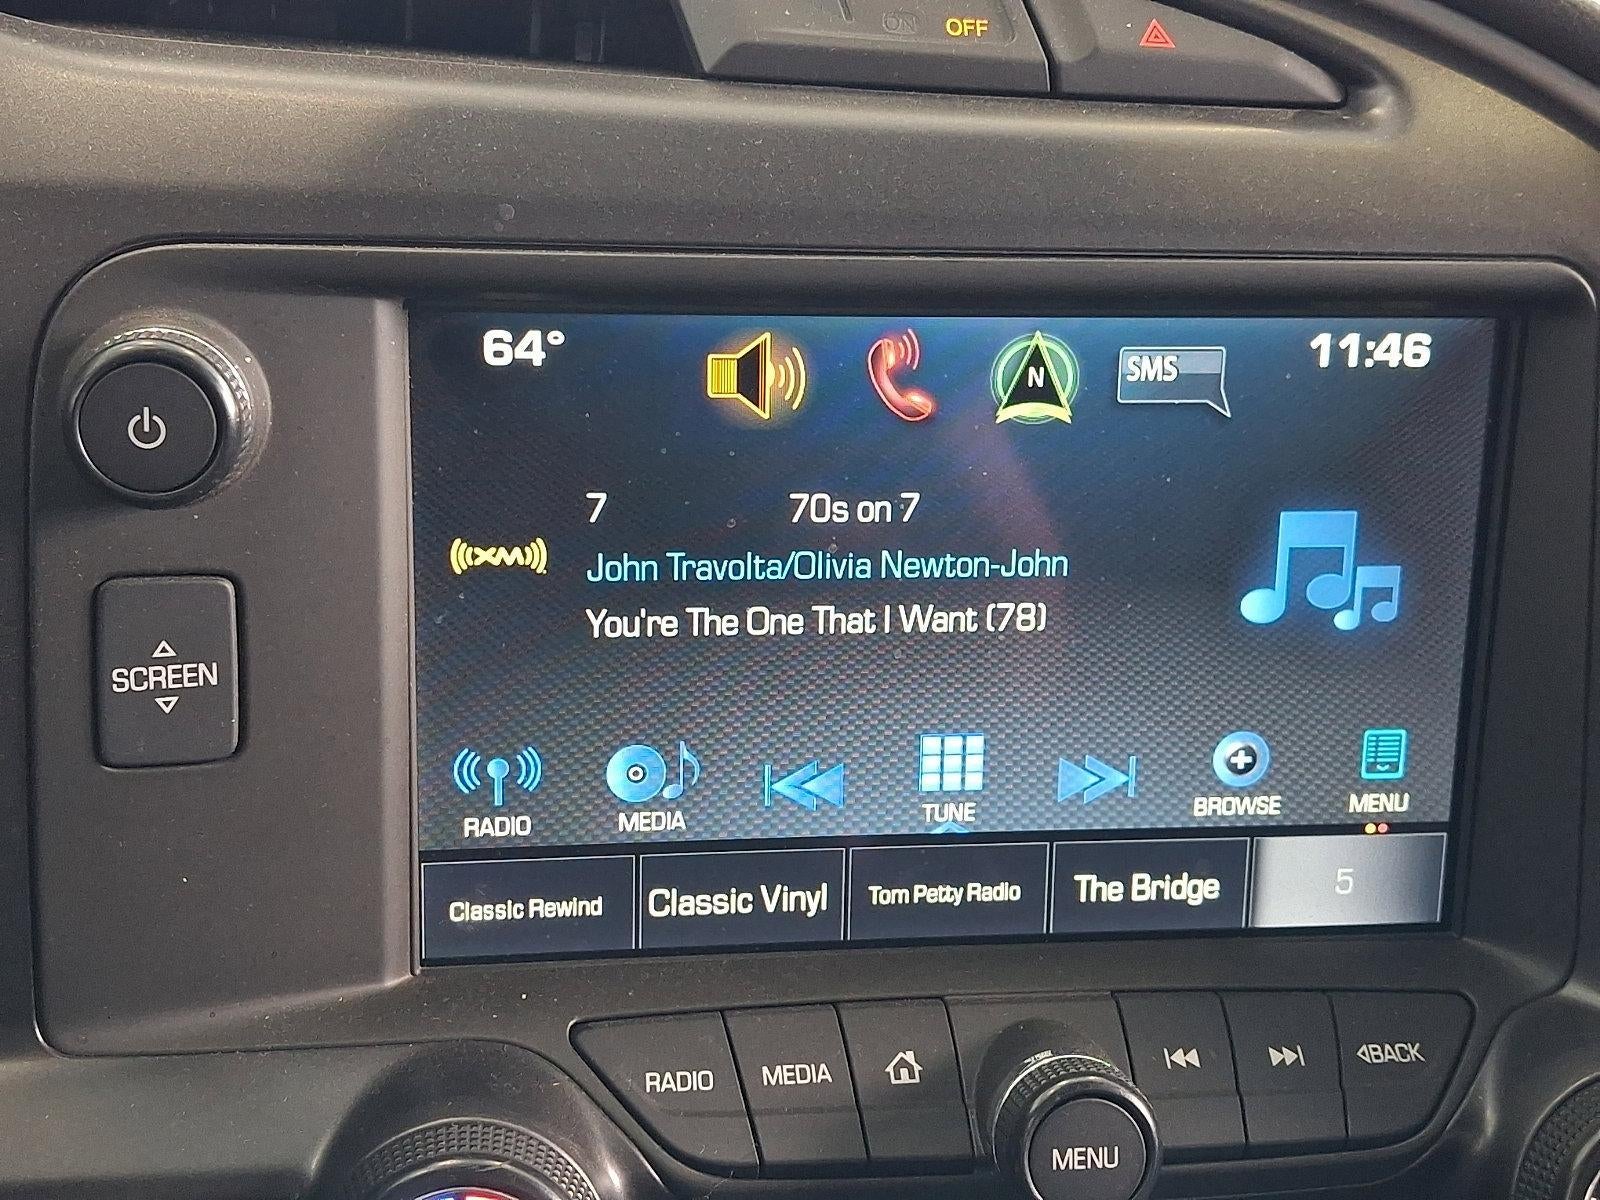 ON OFF
64° N SMS 11:46
7 70s on 7
((XM))
John Travolta/Olivia Newton-John
You're The One That I Want (78)
SCREEN
RADIO MEDIA TUNE BROWSE MENU
Classic Rewind Classic Vinyl Tom Petty Radio The Bridge 5
RADIO MEDIA BACK
MENU